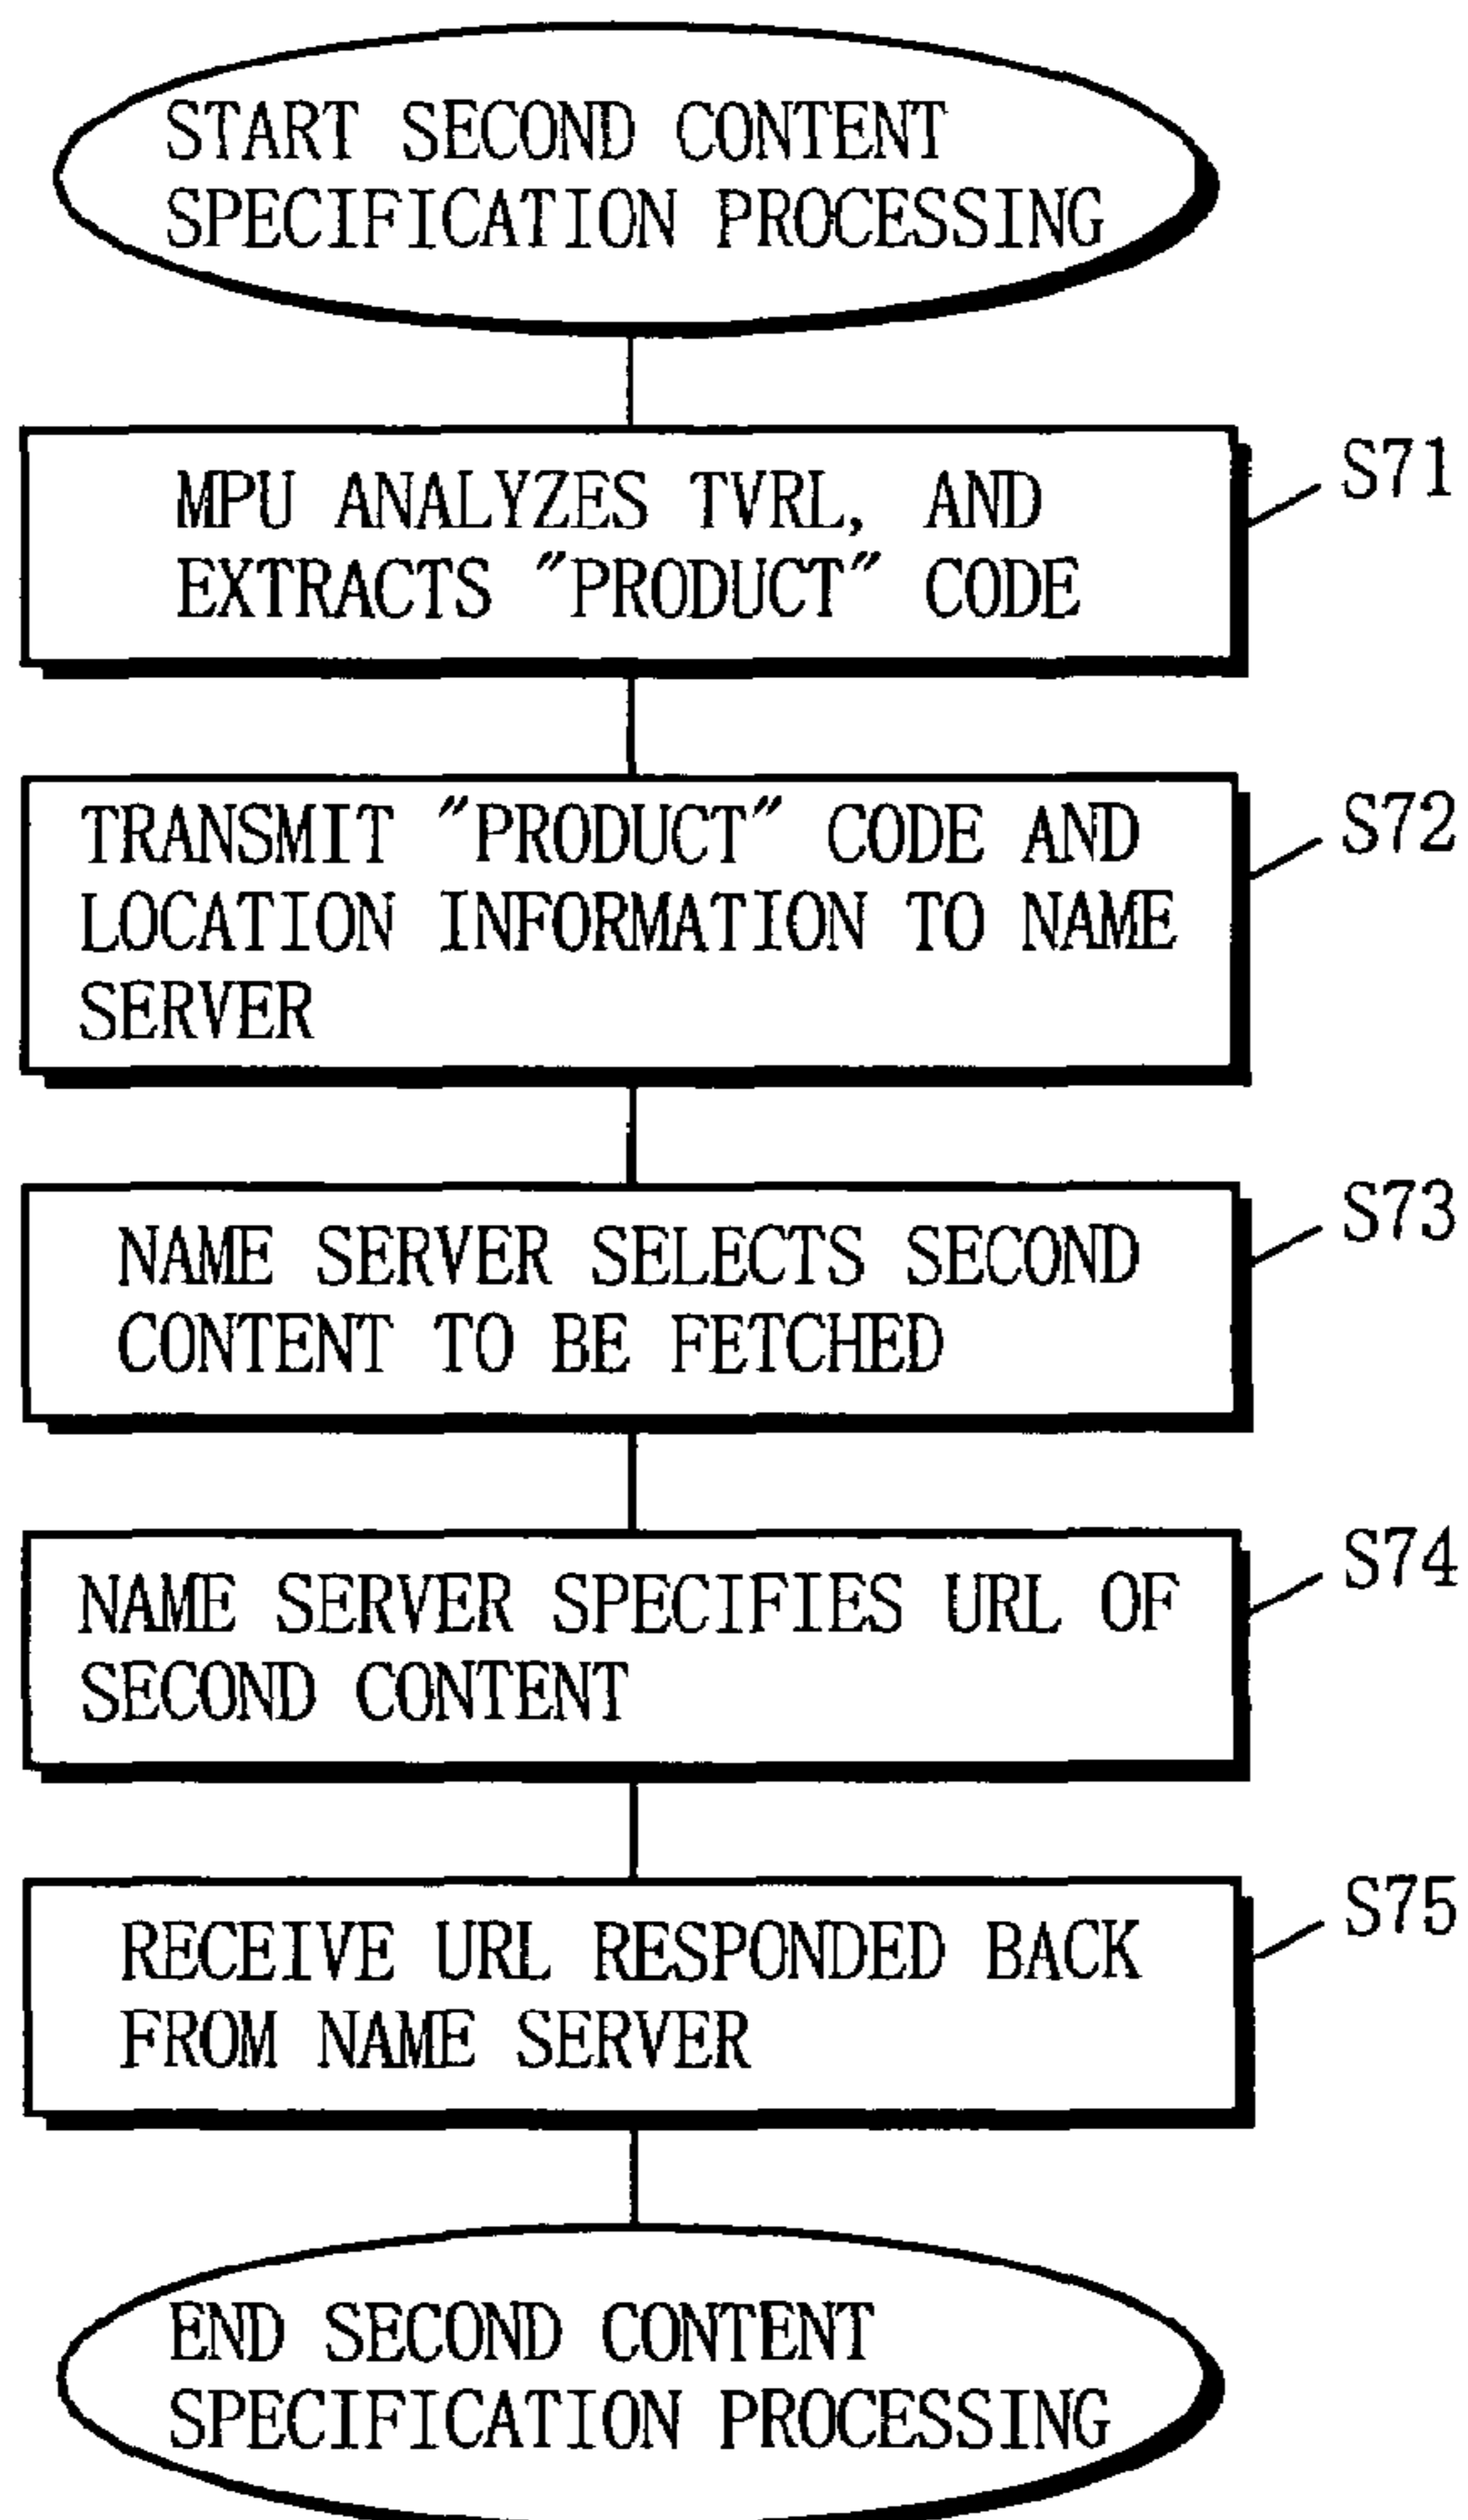 START SECOND CONTENT
SPECIFICATION PROCESSING
MPU ANALYZES TVRL, AND
EXTRACTS "PRODUCT" CODE
S71
TRANSMIT "PRODUCT" CODE AND
LOCATION INFORMATION TO NAME
SERVER
S72
NAME SERVER SELECTS SECOND
CONTENT TO BE FETCHED
S73
NAME SERVER SPECIFIES URL OF
SECOND CONTENT
S74
RECEIVE URL RESPONDED BACK
FROM NAME SERVER
S75
END SECOND CONTENT
SPECIFICATION PROCESSING